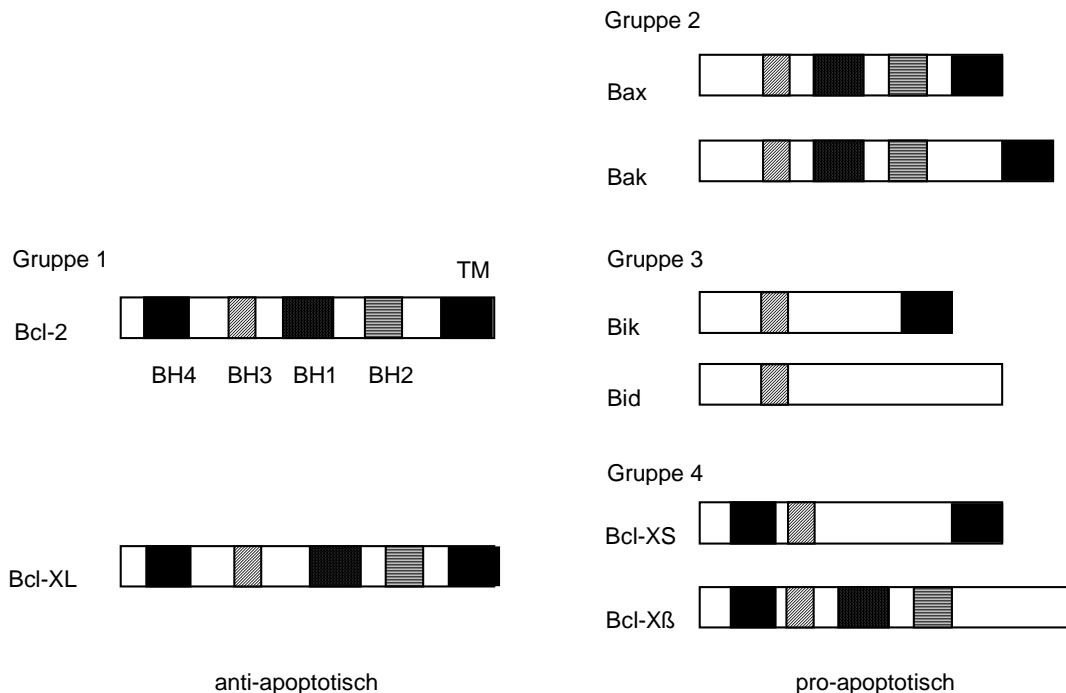 Gruppe 2
Bax
Bak
Gruppe 1
TM
Bcl-2
BH4 BH3 BH1 BH2
Bcl-XL
anti-apoptotisch
Gruppe 3
Bik
Bid
Gruppe 4
Bcl-XS
Bcl-Xß
pro-apoptotisch